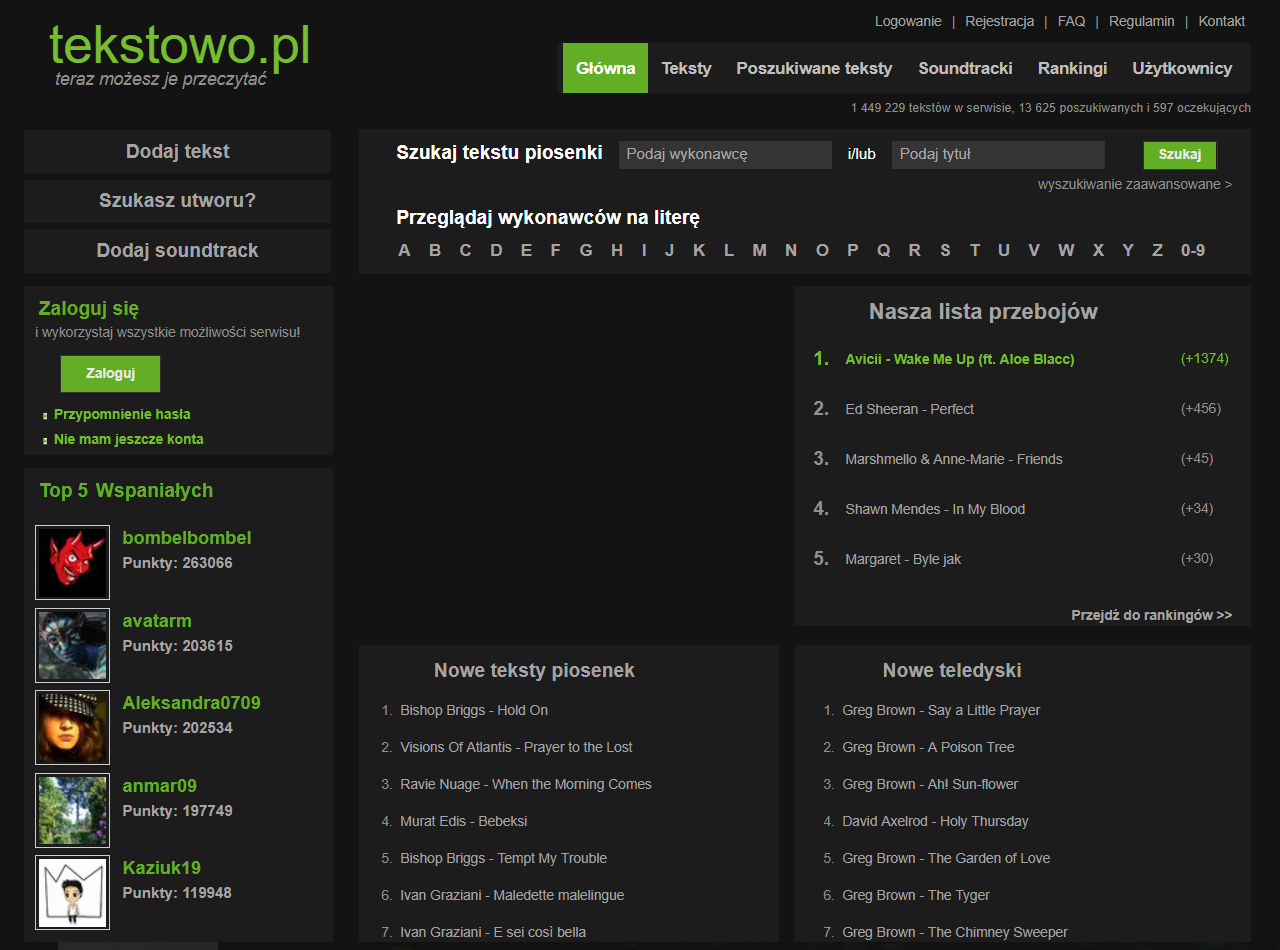 tekstowo.pl
teraz możesz je przeczytać
Logowanie | Rejestracja | FAQ | Regulamin | Kontakt
Główna Teksty Poszukiwane teksty Soundtracki Rankingi Użytkownicy
1 449 229 tekstów w serwisie, 13 625 poszukiwanych i 597 oczekujących
Dodaj tekst
Szukasz utworu?
Dodaj soundtrack
Szukaj tekstu piosenki Podaj wykonawcę i/lub Podaj tytuł Szukaj
wyszukiwanie zaawansowane >
Przeglądaj wykonawców na literę
A B C D E F G H I J K L M N O P Q R S T U V W X Y Z 0-9
Zaloguj się
i wykorzystaj wszystkie możliwości serwisu!
Zaloguj
Przypomnienie hasła
Nie mam jeszcze konta
Top 5 Wspaniałych
bombelbombel
Punkty: 263066
avatarm
Punkty: 203615
Aleksandra0709
Punkty: 202534
anmar09
Punkty: 197749
Kaziuk19
Punkty: 119948
Nasza lista przebojów
1. Avicii - Wake Me Up (ft. Aloe Blacc) (+1374)
2. Ed Sheeran - Perfect (+456)
3. Marshmello & Anne-Marie - Friends (+45)
4. Shawn Mendes - In My Blood (+34)
5. Margaret - Byle jak (+30)
Przejdź do rankingów >>
Nowe teksty piosenek
1. Bishop Briggs - Hold On
2. Visions Of Atlantis - Prayer to the Lost
3. Ravie Nuage - When the Morning Comes
4. Murat Edis - Bebeksi
5. Bishop Briggs - Tempt My Trouble
6. Ivan Graziani - Maledette malelingue
7. Ivan Graziani - E sei così bella
Nowe teledyski
1. Greg Brown - Say a Little Prayer
2. Greg Brown - A Poison Tree
3. Greg Brown - Ah! Sun-flower
4. David Axelrod - Holy Thursday
5. Greg Brown - The Garden of Love
6. Greg Brown - The Tyger
7. Greg Brown - The Chimney Sweeper